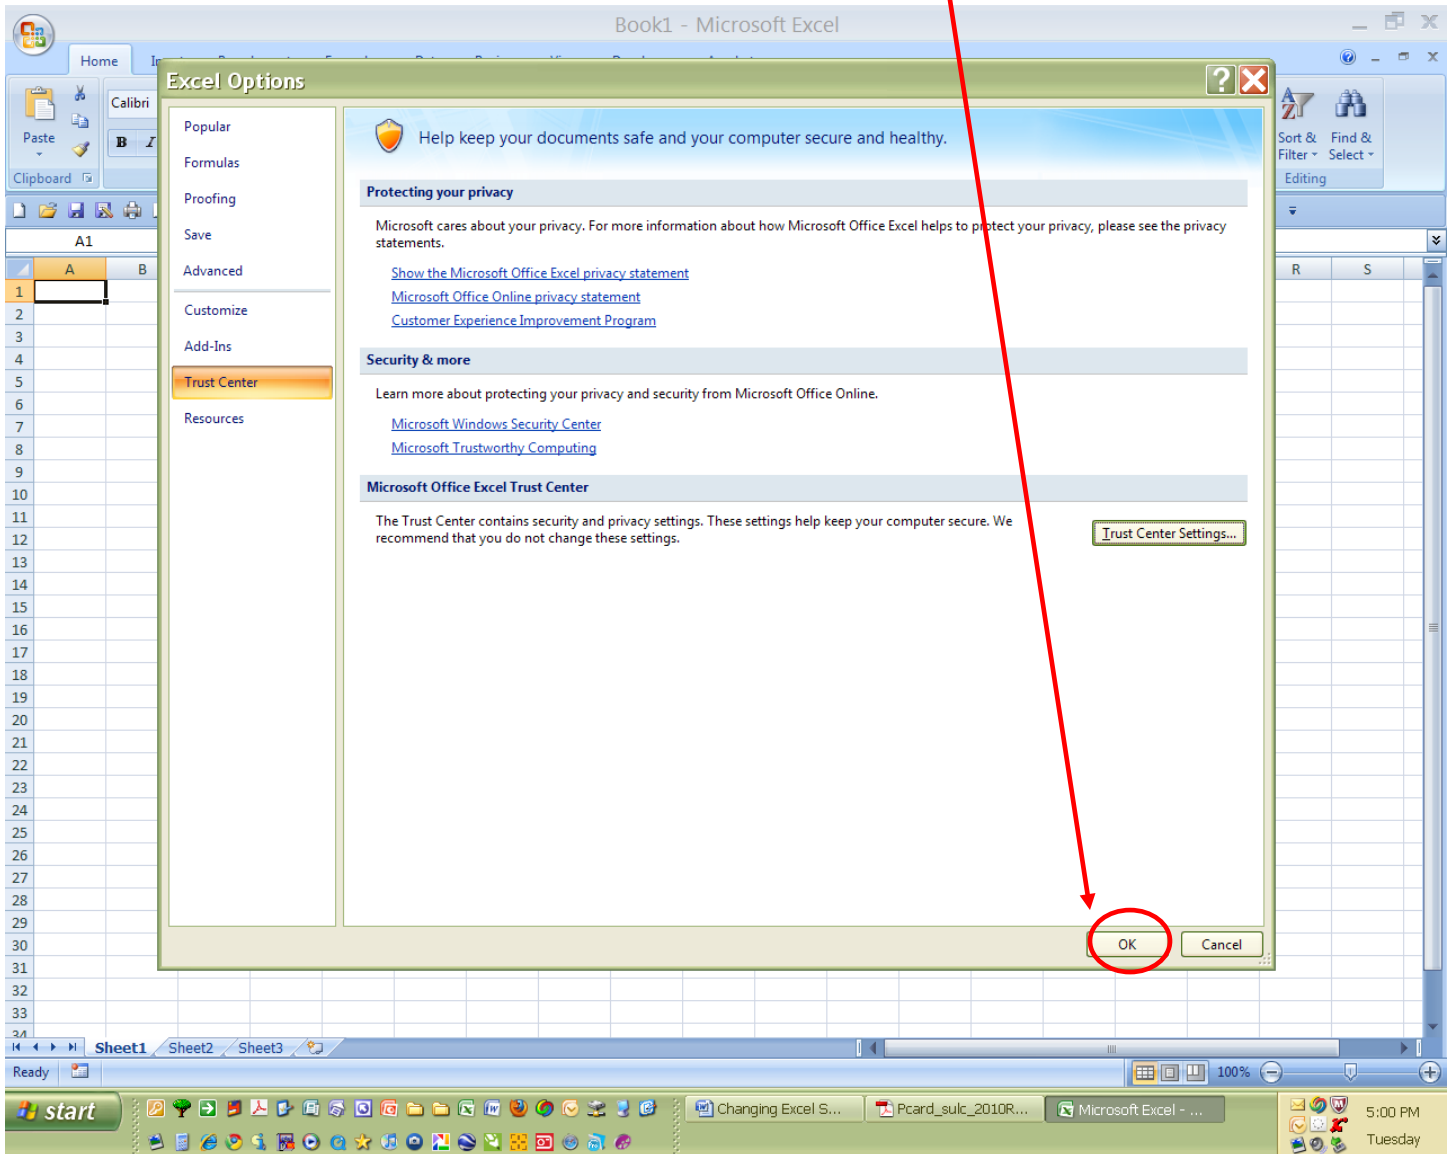 Book1 - Microsoft Excel
Home
Excel Options
Calibri
Paste
B I
Sort & Find &
Filter Select
Clipboard
Editing
A1
A B R S
Popular
Formulas
Proofing
Save
Advanced
Customize
Add-Ins
Trust Center
Resources
Help keep your documents safe and your computer secure and healthy.
Protecting your privacy
Microsoft cares about your privacy. For more information about how Microsoft Office Excel helps to protect your privacy, please see the privacy
statements.
Show the Microsoft Office Excel privacy statement
Microsoft Office Online privacy statement
Customer Experience Improvement Program
Security & more
Learn more about protecting your privacy and security from Microsoft Office Online.
Microsoft Windows Security Center
Microsoft Trustworthy Computing
Microsoft Office Excel Trust Center
The Trust Center contains security and privacy settings. These settings help keep your computer secure. We
recommend that you do not change these settings.
Trust Center Settings...
OK Cancel
1
2
3
4
5
6
7
8
9
10
11
12
13
14
15
16
17
18
19
20
21
22
23
24
25
26
27
28
29
30
31
32
33
34
Sheet1 Sheet2 Sheet3
Ready
100%
start
Changing Excel S...
Pcard_sulc_2010R...
Microsoft Excel - ...
5:00 PM
Tuesday